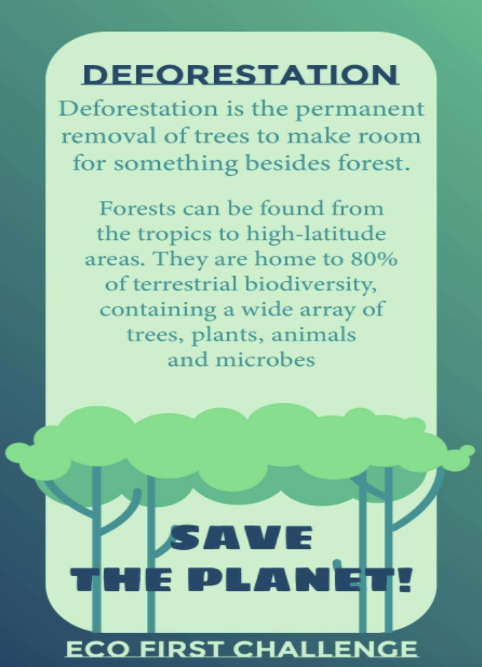 DEFORESTATION
Deforestation is the permanent
removal of trees to make room
for something besides forest.
Forests can be found from
the tropics to high-latitude
areas. They are home to 80%
of terrestrial biodiversity,
containing a wide array of
trees, plants, animals
and microbes
SAVE
THE PLANET!
ECO FIRST CHALLENGE